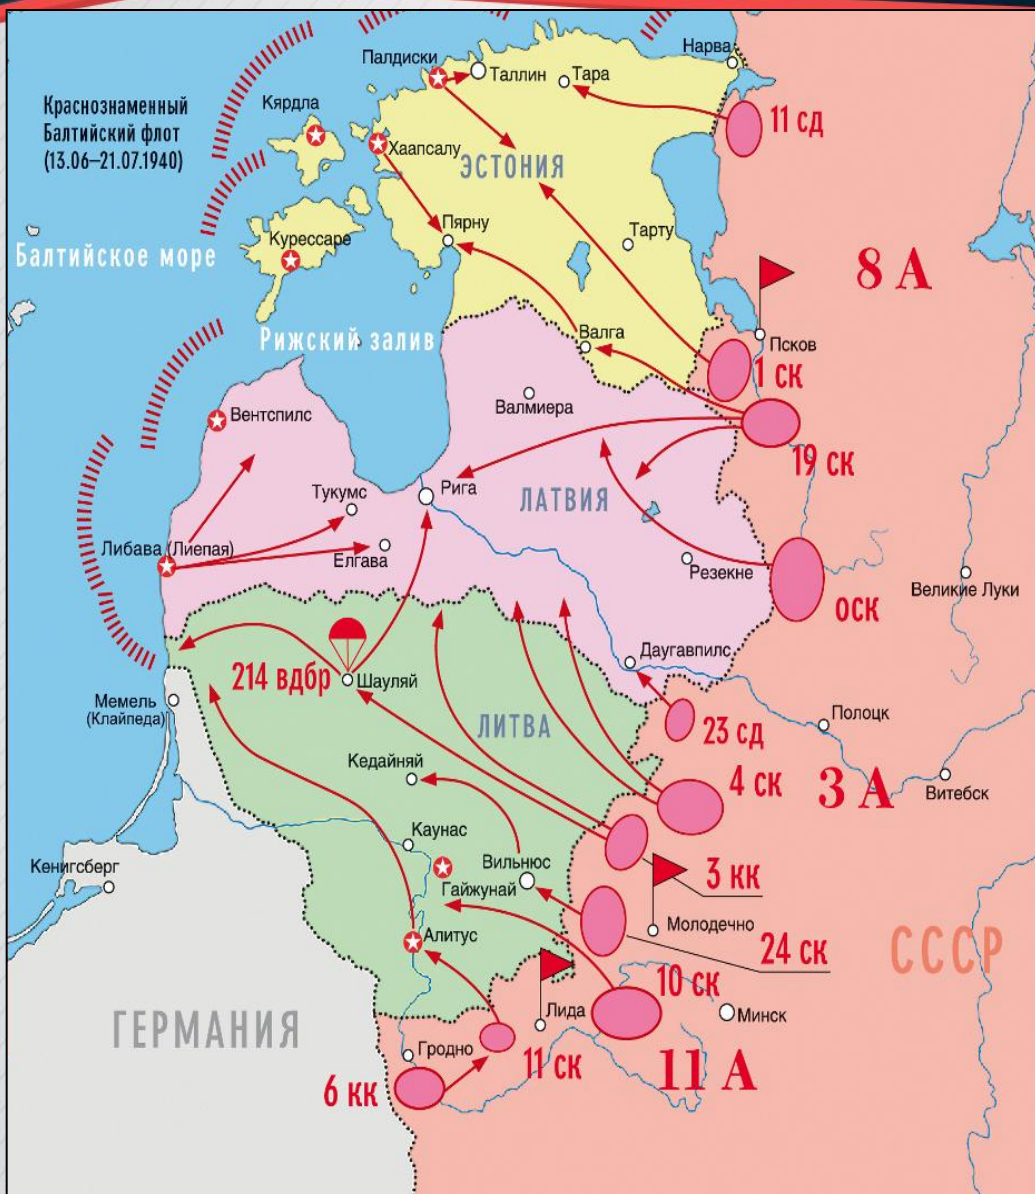 Палдиски
Таллин
Тара
Нарва
11 сд
Краснознаменный
Балтийский флот
(13.06–21.07.1940)
Кярдла
Хаапсалу
ЭСТОНИЯ
Пярну
Тарту
Курессаре
Балтийское море
8 А
Рижский залив
Валга
Псков
1 ск
Вентспилс
Валмиера
19 ск
Тукумс
Рига
ЛАТВИЯ
Либава (Лиепая)
Елгава
Резекне
Великие Луки
оск
214 вдбр
Шауляй
Даугавпилс
Мемель
(Клайпеда)
ЛИТВА
23 сд
Полоцк
Кедайняй
4 ск
3 А
Витебск
Каунас
Вильнюс
Гайжунай
3 кк
Кенигсберг
Молодечно
24 ск
СССР
Алитус
10 ск
Лида
Минск
ГЕРМАНИЯ
Гродно
11 ск
11 А
6 кк